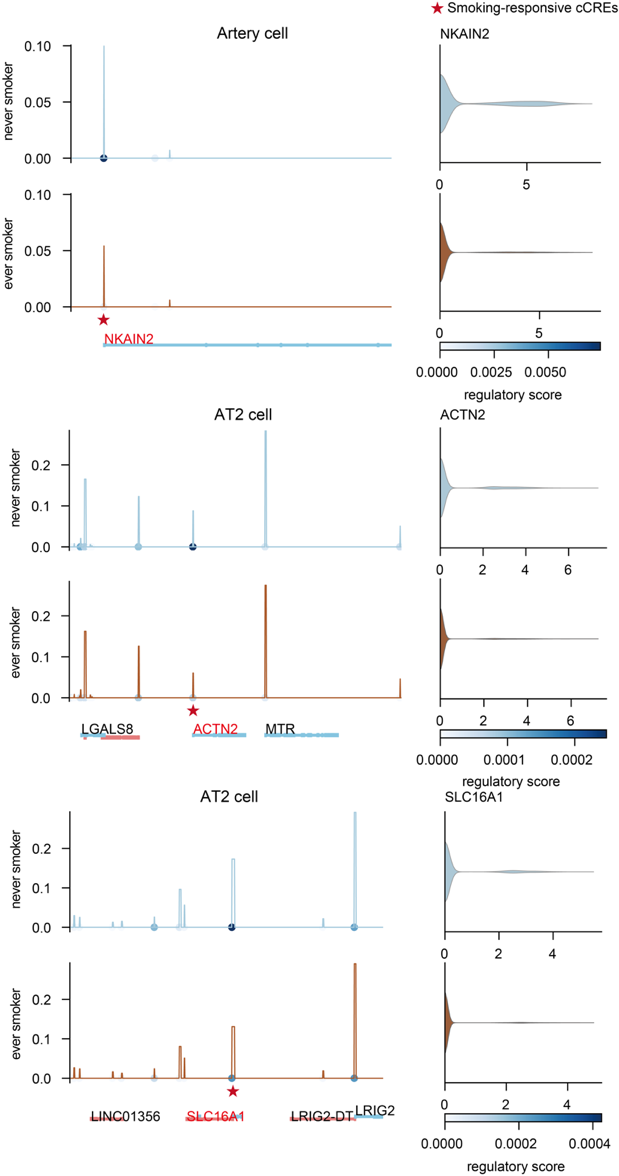 ★ Smoking-responsive cCREs
Artery cell
NKAIN2
never smoker
0.10
0.05
0.00
0 5
ever smoker
0.10
0.05
0.00
0 5
NKAIN2
0.0000 0.0025 0.0050
regulatory score
AT2 cell
ACTN2
never smoker
0.2
0.1
0.0
0 2 4 6
ever smoker
0.2
0.1
0.0
0 2 4 6
LGALS8 ACTN2 MTR
0.0000 0.0001 0.0002
regulatory score
AT2 cell
SLC16A1
never smoker
0.2
0.1
0.0
0 2 4
ever smoker
0.2
0.1
0.0
0 2 4
LINC01356 SLC16A1 LRIG2-DT LRIG2
0.0000 0.0002 0.0004
regulatory score